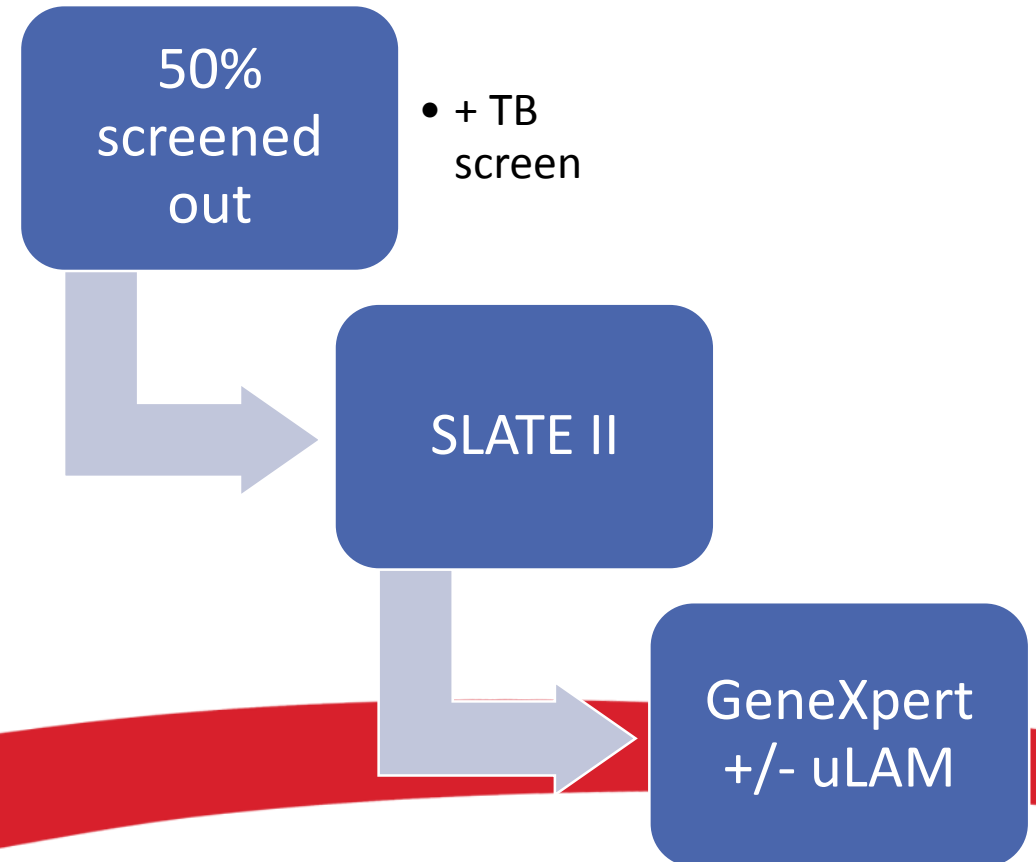 50%
screened
out
• + TB
screen
SLATE II
GeneXpert
+/- uLAM